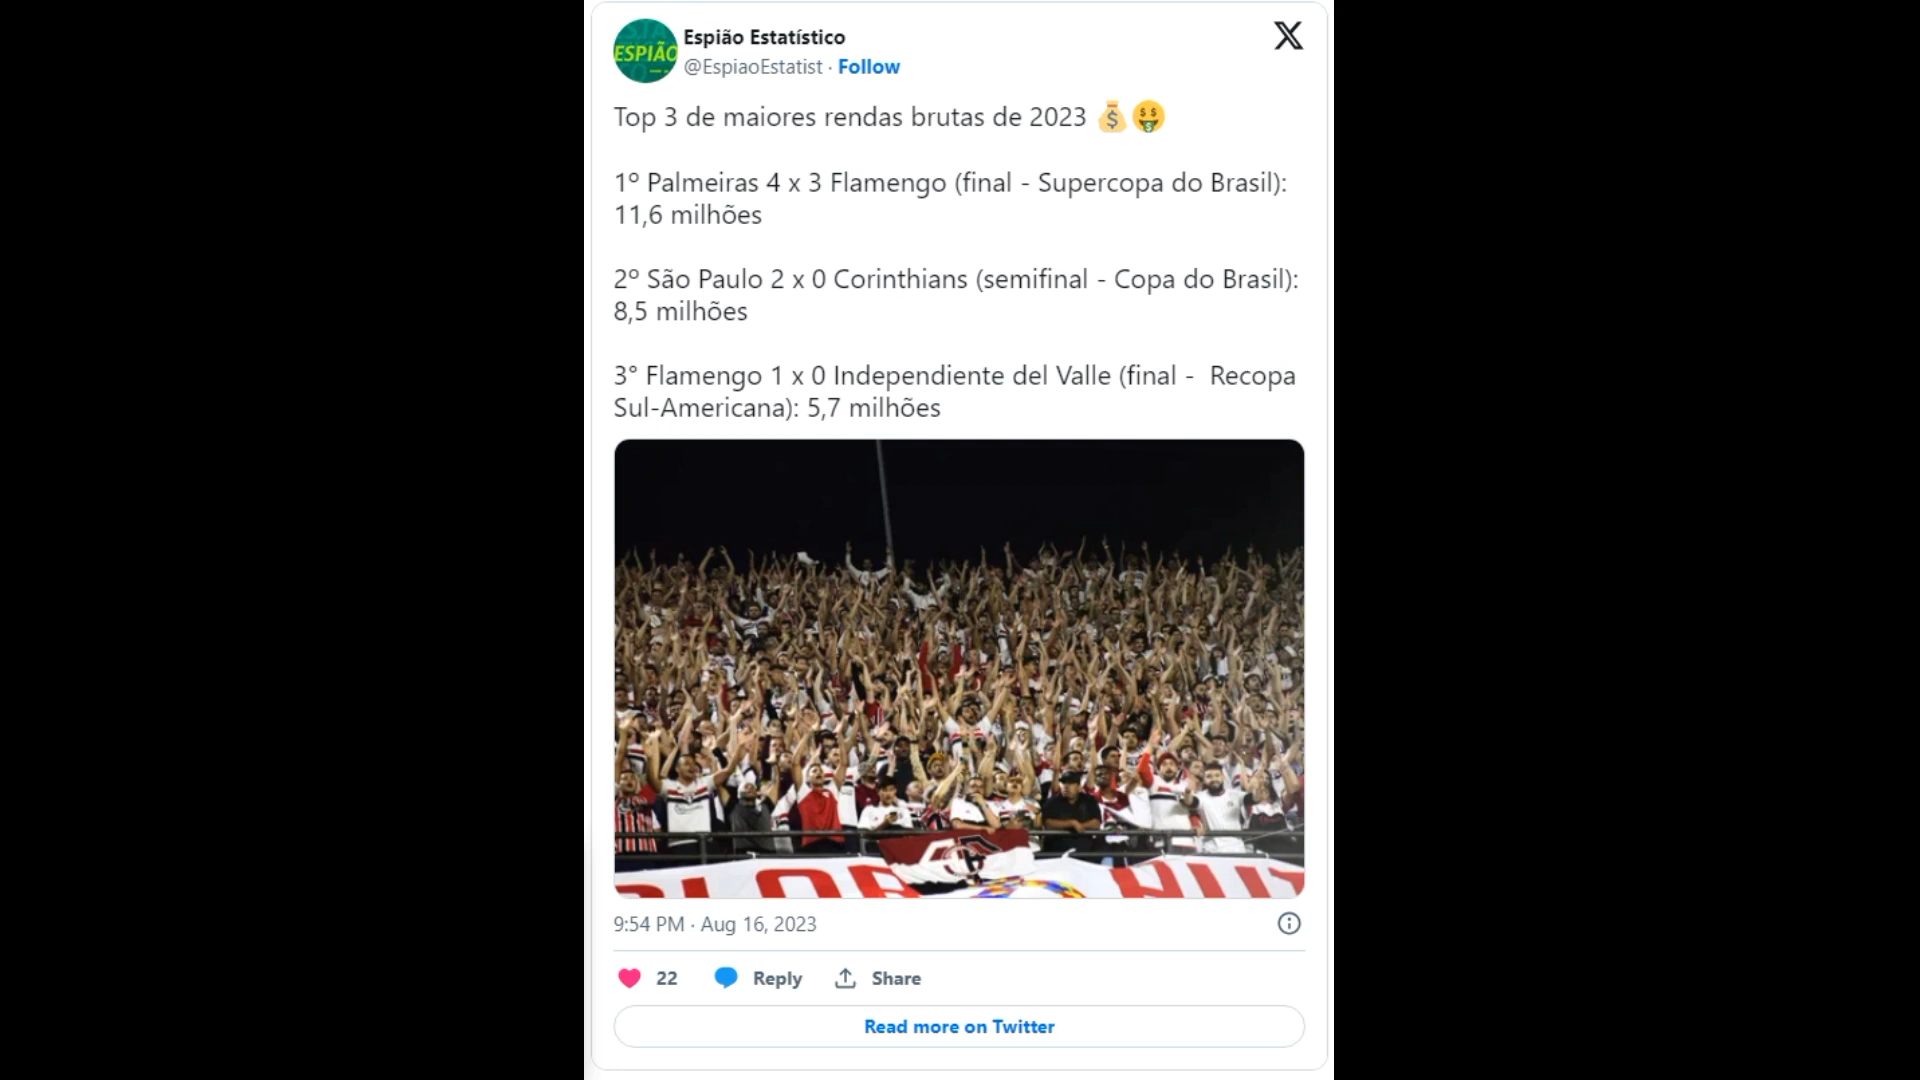 ESPIÃO
Espião Estatístico
@EspiaoEstatist · Follow
Top 3 de maiores rendas brutas de 2023 💰🤑
1º Palmeiras 4 x 3 Flamengo (final - Supercopa do Brasil):
11,6 milhões
2º São Paulo 2 x 0 Corinthians (semifinal - Copa do Brasil):
8,5 milhões
3° Flamengo 1 x 0 Independiente del Valle (final -  Recopa
Sul-Americana): 5,7 milhões
9:54 PM · Aug 16, 2023
22 Reply Share
Read more on Twitter